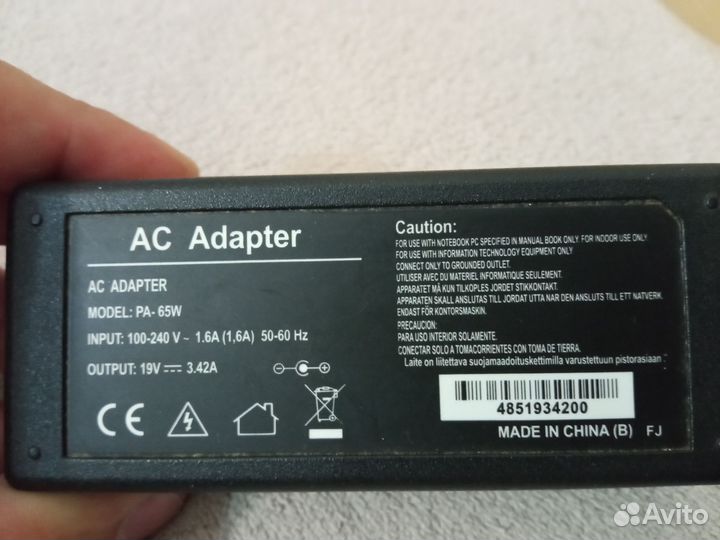 AC Adapter
AC ADAPTER
MODEL: PA- 65W
INPUT: 100-240 V ~ 1.6A (1,6A) 50-60 Hz
OUTPUT: 19V ⎓ 3.42A
CE
Caution:
FOR USE WITH NOTEBOOK PC SPECIFIED IN MANUAL BOOK ONLY. FOR INDOOR USE ONLY
FOR USE WITH INFORMATION TECHNOLOGY EQUIPMENT ONLY
CONNECT ONLY TO GROUNDED OUTLET.
UTILISER AVEC DU MATERIEL INFORMATIQUE SEULEMENT.
APPARATET MÅ KUN TILKOPLES JORDET STIKKONTAKT.
APPARATEN SKALL ANSLUTAS TILL JORDAT UTTA NAR DEN ANSLUTS TILL ETT NATVERK.
ENDAST FÖR KONTORSMASKIN.
PRECAUCION:
PARA USO INTERIOR SOLAMENTE.
CONECTAR SOLO A TOMACORRIENTES CON TOMA DE TIERRA.
Laite on liitettava suojamaadoituskettimilla varustettuun pistorasiaan
4851934200
MADE IN CHINA (B) FJ
Avito